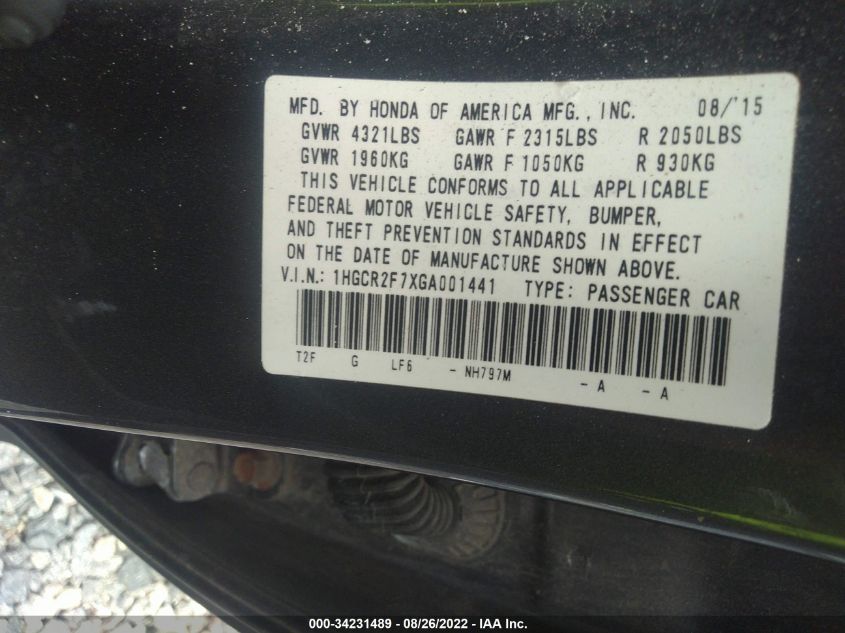 MFD. BY HONDA OF AMERICA MFG., INC. 08/'15
GVWR 4321LBS GAWR F 2315LBS R 2050LBS
GVWR 1960KG GAWR F 1050KG R 930KG
THIS VEHICLE CONFORMS TO ALL APPLICABLE
FEDERAL MOTOR VEHICLE SAFETY, BUMPER,
AND THEFT PREVENTION STANDARDS IN EFFECT
ON THE DATE OF MANUFACTURE SHOWN ABOVE.
V.I.N.: 1HGCR2F7XGA001441 TYPE: PASSENGER CAR
T2F G LF6 - NH797M - A - A
000-34231489 - 08/26/2022 - IAA Inc.